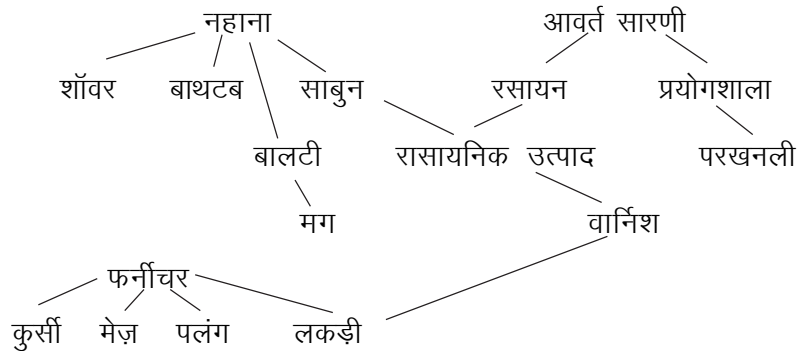 नहाना आवर्त सारणी
शॉवर बाथटब साबुन रसायन प्रयोगशाला
बालटी रासायनिक उत्पाद परखनली
मग वार्निश
फर्नीचर
कुर्सी मेज़ पलंग लकड़ी